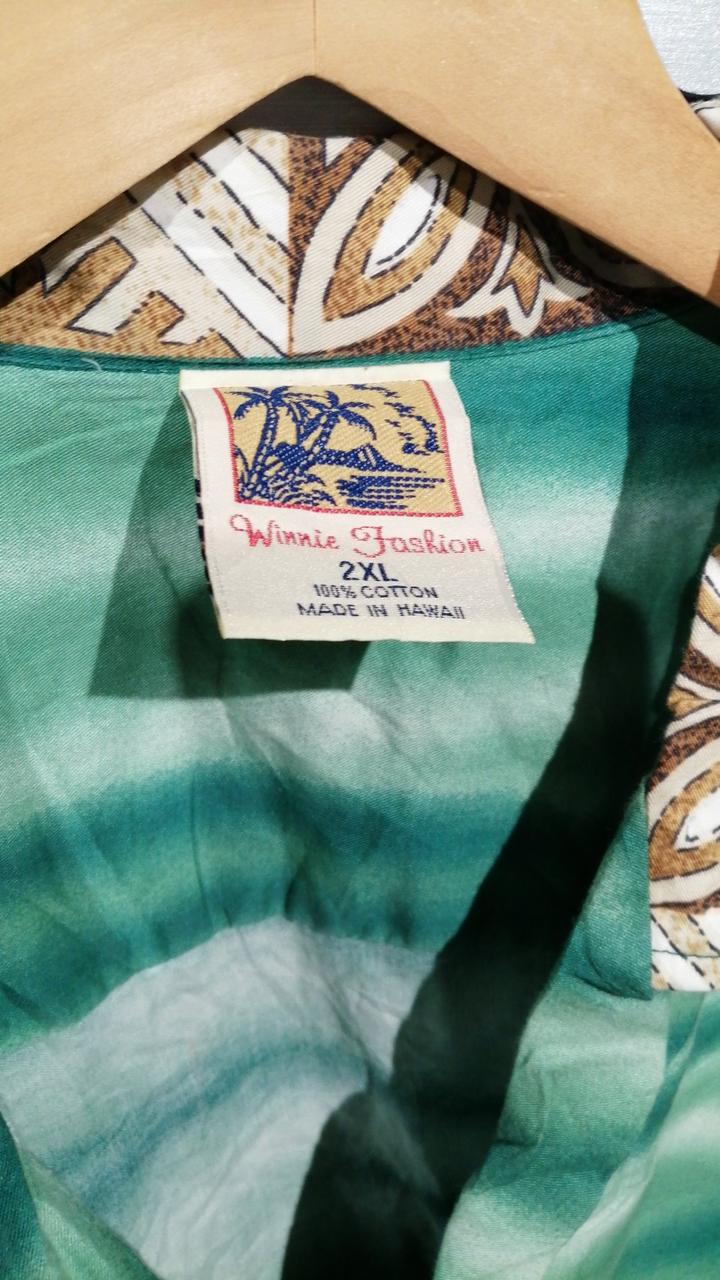 Winnie Fashion
2XL
100% COTTON
MADE IN HAWAII